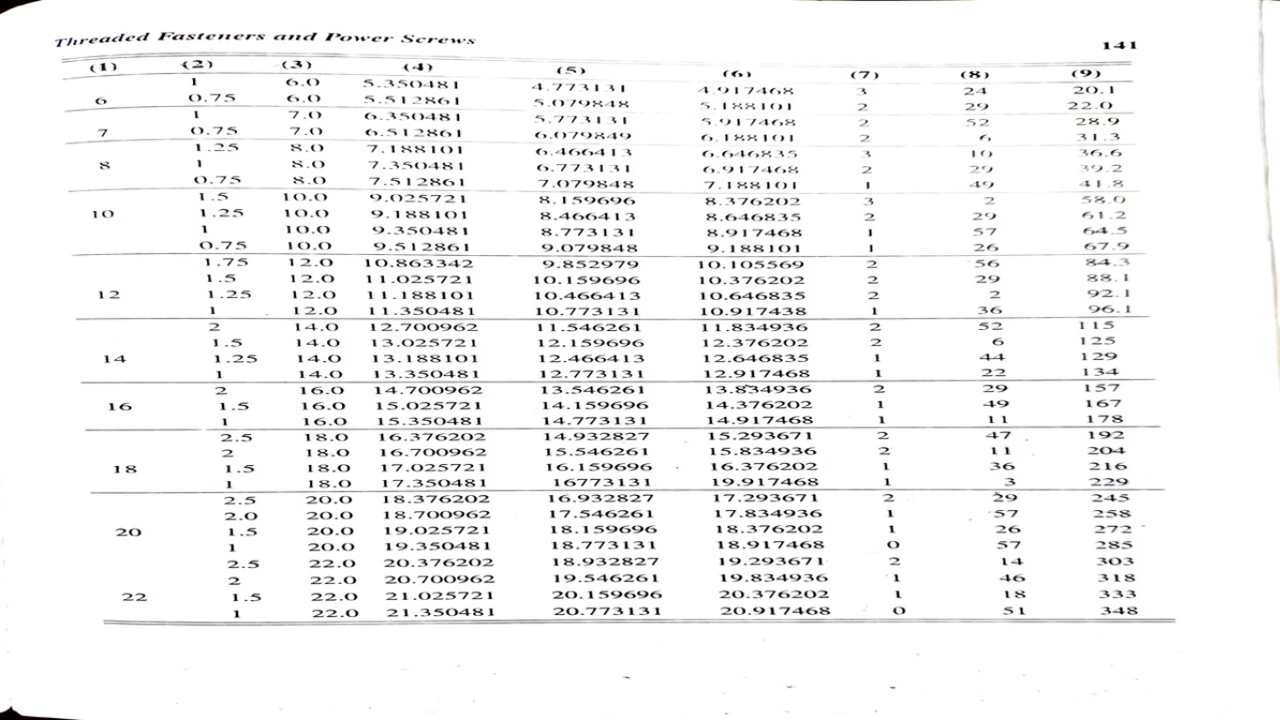 Threaded Fasteners and Power Screws 141
(1) (2) (3) (4) (5) (6) (7) (8) (9)
1 6.0 5.350481 4.773131 4.917468 3 24 20.1
6 0.75 6.0 5.512861 5.079848 5.188101 2 29 22.0
1 7.0 6.350481 5.773131 5.917468 2 52 28.9
7 0.75 7.0 6.512861 6.079849 6.188101 2 6 31.3
1.25 8.0 7.188101 6.466413 6.646835 3 10 36.6
8 1 8.0 7.350481 6.773131 6.917468 2 29 39.2
0.75 8.0 7.512861 7.079848 7.188101 1 49 41.8
1.5 10.0 9.025721 8.159696 8.376202 3 2 58.0
10 1.25 10.0 9.188101 8.466413 8.646835 2 29 61.2
1 10.0 9.350481 8.773131 8.917468 1 57 64.5
0.75 10.0 9.512861 9.079848 9.188101 1 26 67.9
1.75 12.0 10.863342 9.852979 10.105569 2 56 84.3
1.5 12.0 11.025721 10.159696 10.376202 2 29 88.1
12 1.25 12.0 11.188101 10.466413 10.646835 2 2 92.1
1 12.0 11.350481 10.773131 10.917438 1 36 96.1
2 14.0 12.700962 11.546261 11.834936 2 52 115
1.5 14.0 13.025721 12.159696 12.376202 2 6 125
14 1.25 14.0 13.188101 12.466413 12.646835 1 44 129
1 14.0 13.350481 12.773131 12.917468 1 22 134
2 16.0 14.700962 13.546261 13.834936 2 29 157
16 1.5 16.0 15.025721 14.159696 14.376202 1 49 167
1 16.0 15.350481 14.773131 14.917468 1 11 178
2.5 18.0 16.376202 14.932827 15.293671 2 47 192
2 18.0 16.700962 15.546261 15.834936 2 11 204
18 1.5 18.0 17.025721 16.159696 16.376202 1 36 216
1 18.0 17.350481 16773131 19.917468 1 3 229
2.5 20.0 18.376202 16.932827 17.293671 2 29 245
2.0 20.0 18.700962 17.546261 17.834936 1 57 258
20 1.5 20.0 19.025721 18.159696 18.376202 1 26 272
1 20.0 19.350481 18.773131 18.917468 0 57 285
2.5 22.0 20.376202 18.932827 19.293671 2 14 303
2 22.0 20.700962 19.546261 19.834936 1 46 318
22 1.5 22.0 21.025721 20.159696 20.376202 1 18 333
1 22.0 21.350481 20.773131 20.917468 0 51 348